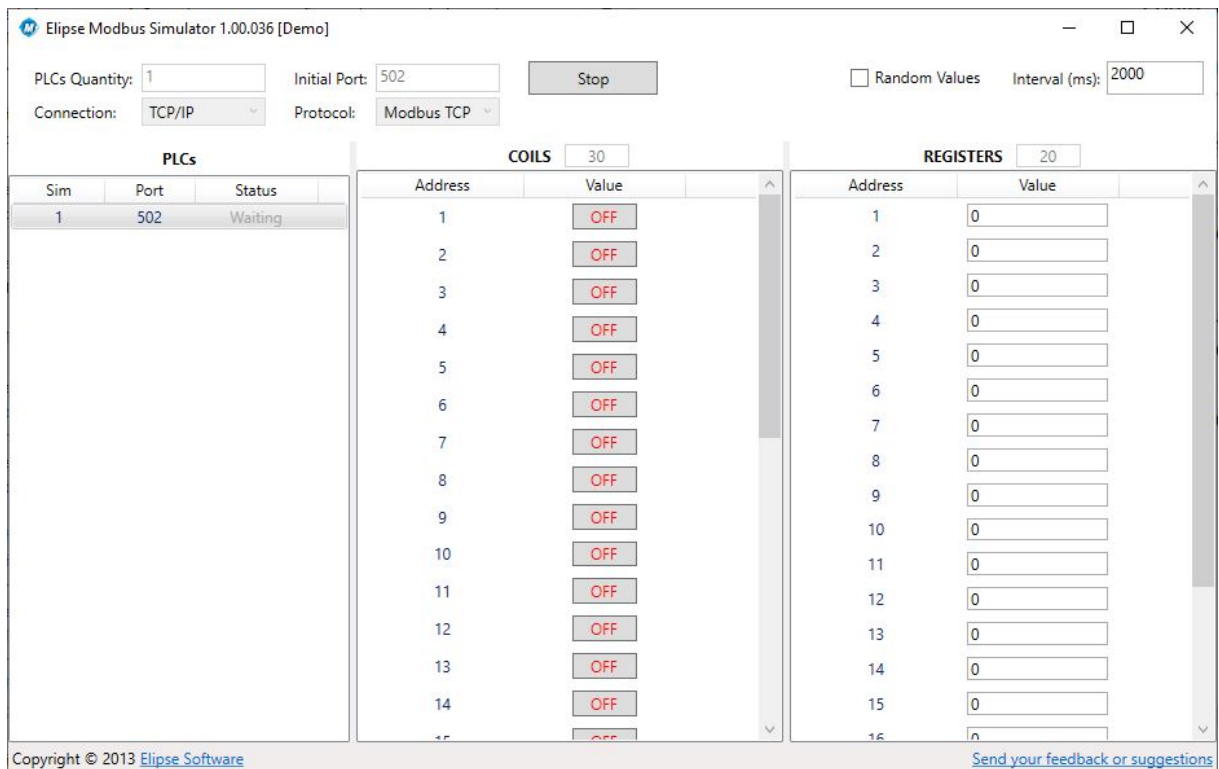 Elipse Modbus Simulator 1.00.036 [Demo]
PLCs Quantity: 1 Initial Port: 502 Stop Random Values Interval (ms): 2000
Connection: TCP/IP Protocol: Modbus TCP
PLCs COILS 30 REGISTERS 20
Sim Port Status Address Value Address Value
1 502 Waiting 1 OFF 1 0
2 OFF 2 0
3 OFF 3 0
4 OFF 4 0
5 OFF 5 0
6 OFF 6 0
7 OFF 7 0
8 OFF 8 0
9 OFF 9 0
10 OFF 10 0
11 OFF 11 0
12 OFF 12 0
13 OFF 13 0
14 OFF 14 0
15 OFF 15 0
16 0
Copyright © 2013 Elipse Software Send your feedback or suggestions